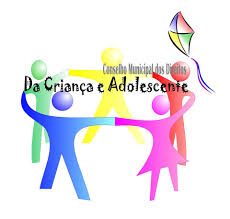 Conselho Municipal dos Direitos
Da Criança e Adolescente